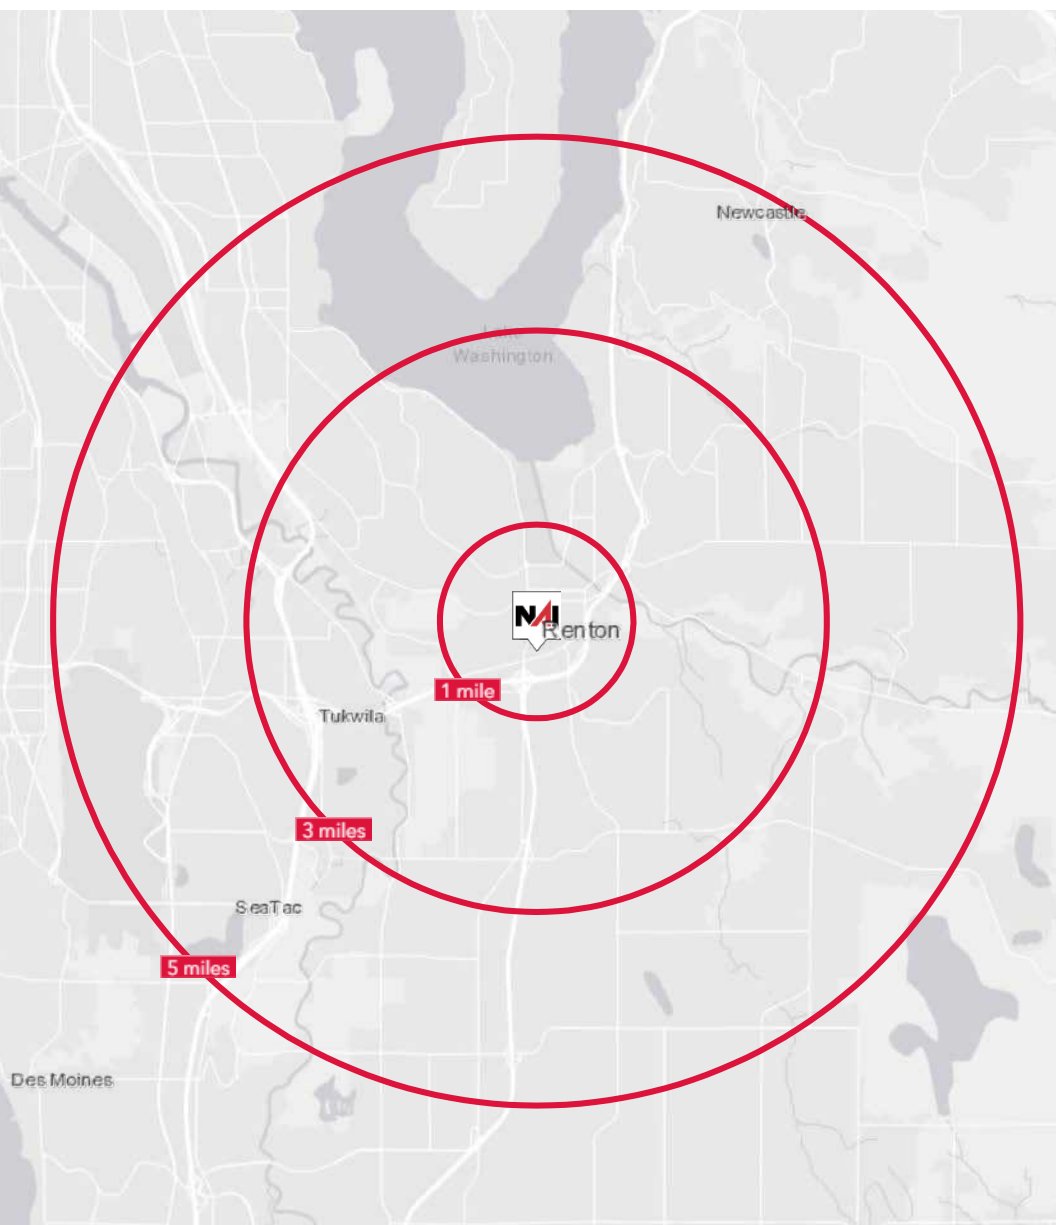 Newcastle
Lake
Washington
NAI
Renton
1 mile
Tukwila
3 miles
SeaTac
5 miles
Des Moines